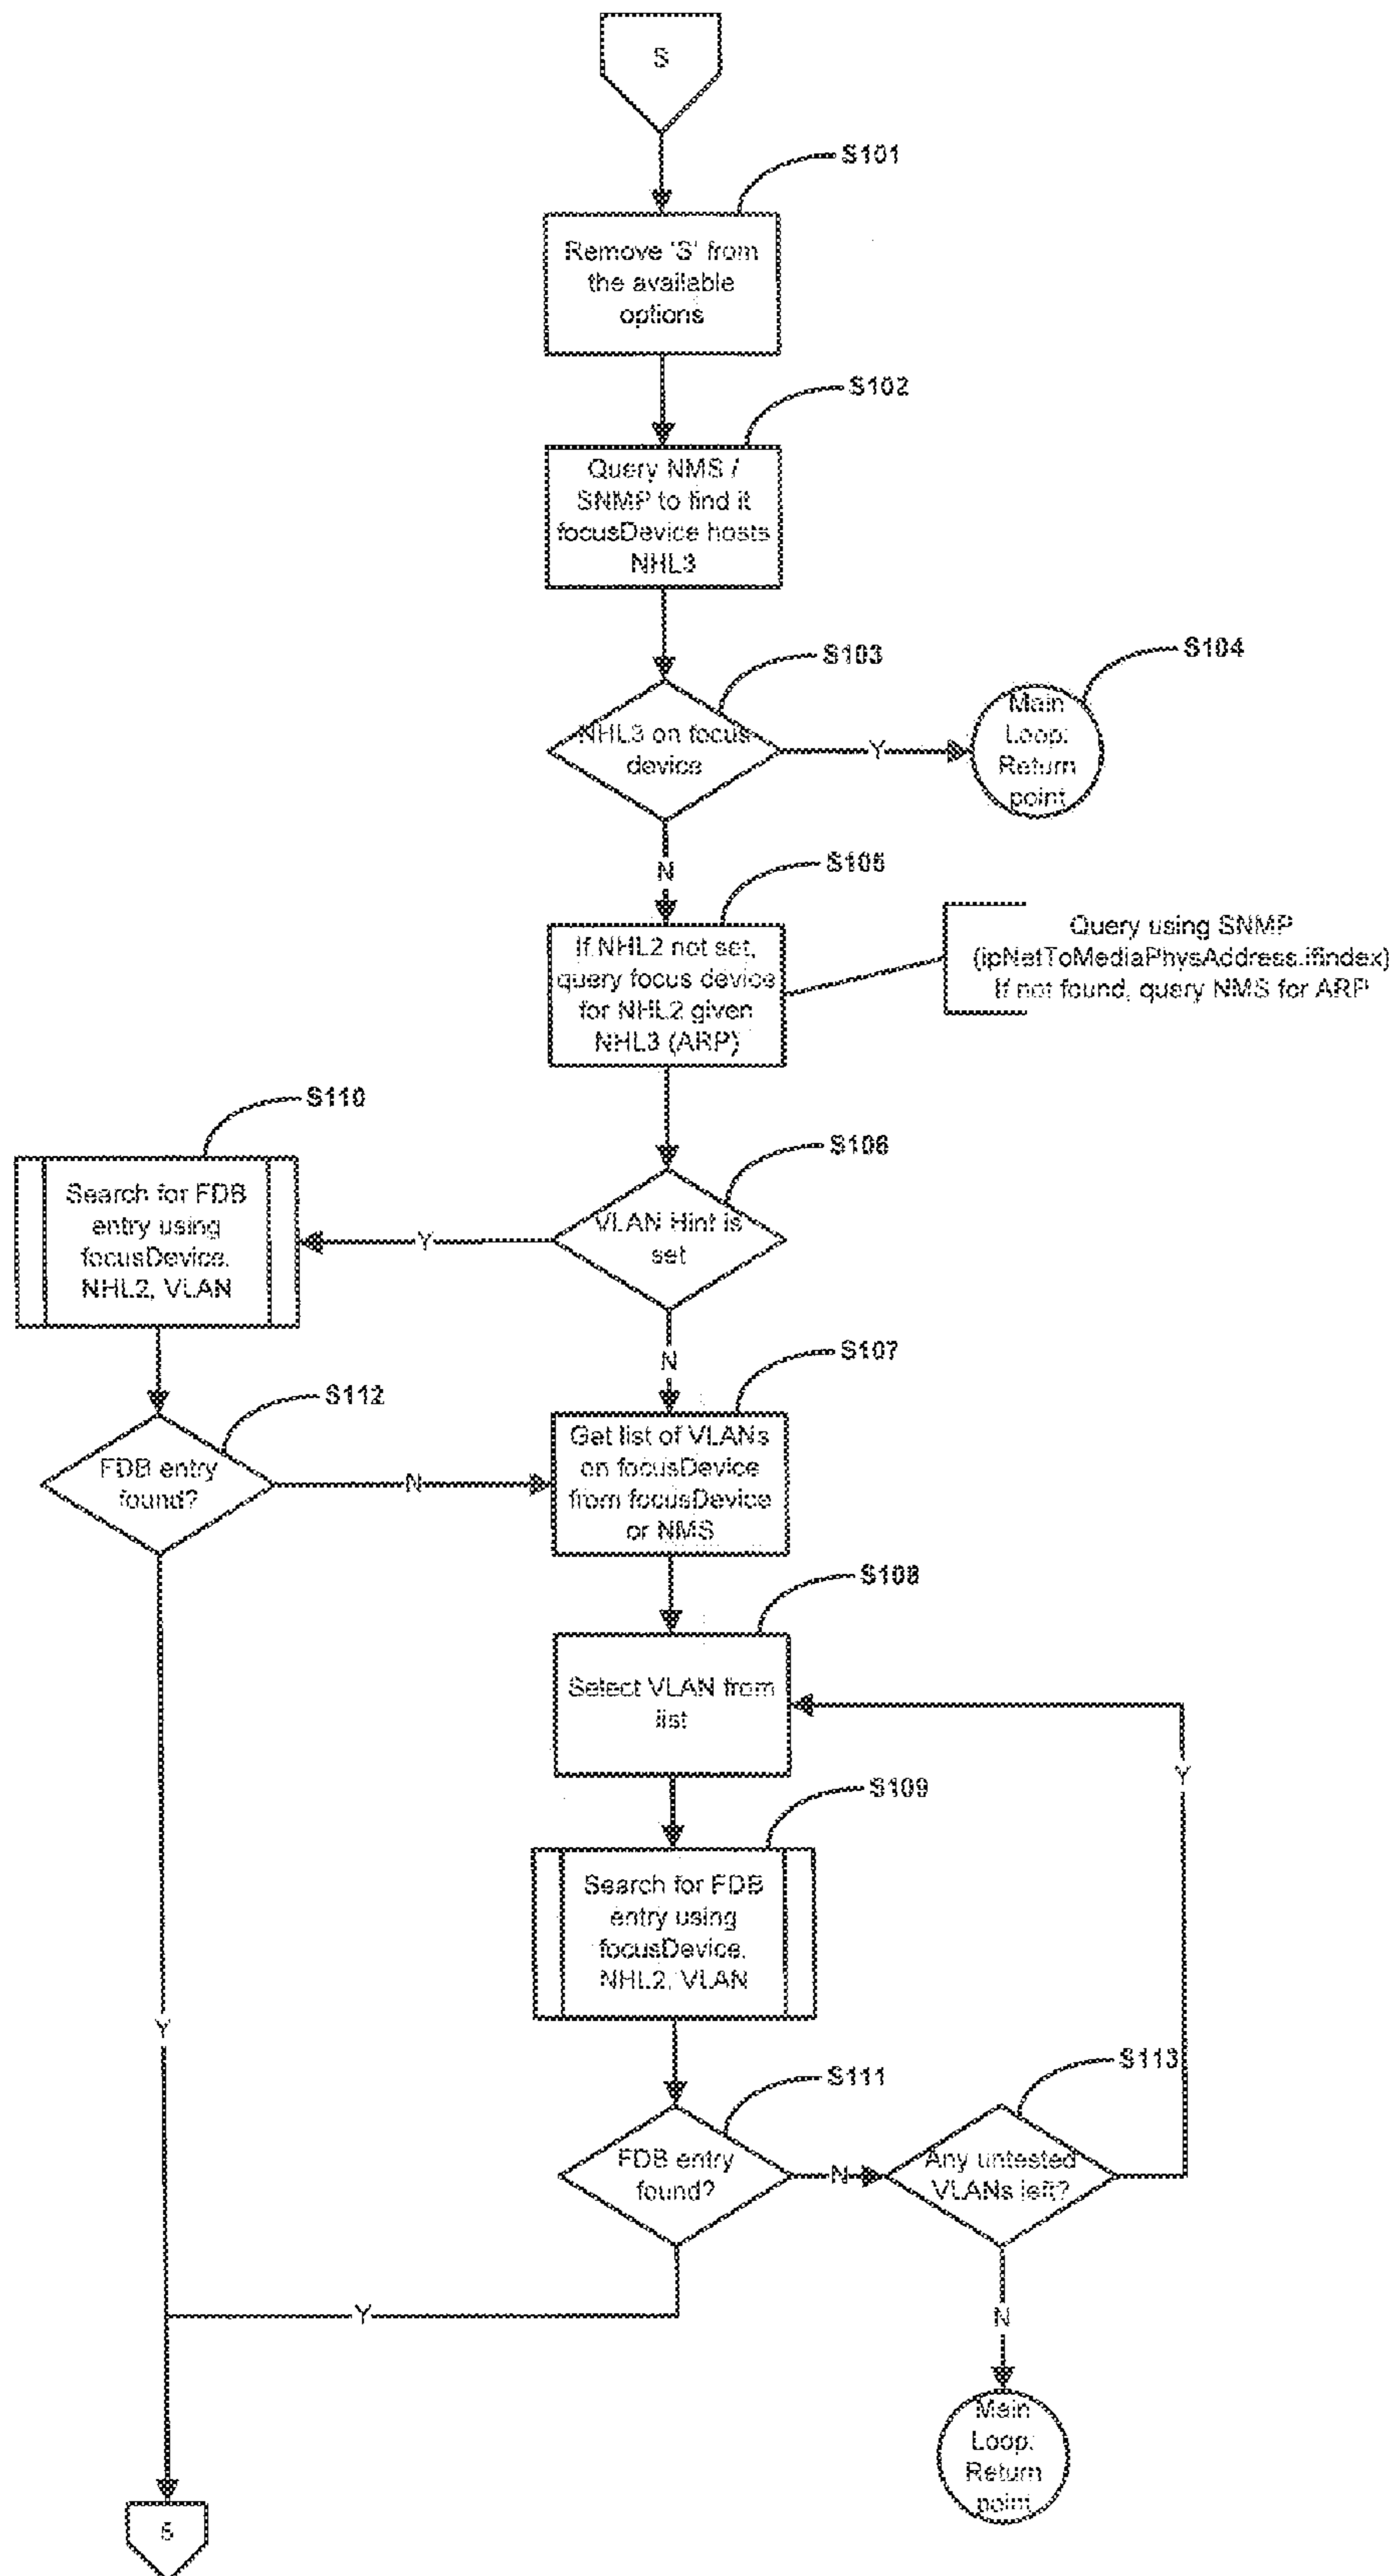 S
S101
Remove 'S' from
the available
options
S102
Query NMS /
SNMP to find it
focusDevice hosts
NHL3
S103
NHL3 on focus
device
Y
S104
Main
Loop:
Return
point
N
S105
If NHL2 not set,
query focus device
for NHL2 given
NHL3 (ARP)
Query using SNMP
(ipNetToMediaPhysAddress.ifindex)
If not found, query NMS for ARP
S110
Search for FDB
entry using
focusDevice,
NHL2, VLAN
S106
VLAN Hint is
set
Y
N
S107
Get list of VLANs
on focusDevice
from focusDevice
or NMS
S112
FDB entry
found?
N
S108
Select VLAN from
list
Y
S109
Search for FDB
entry using
focusDevice,
NHL2, VLAN
Y
S111
FDB entry
found?
N
S113
Any untested
VLANs left?
Y
N
Main
Loop:
Return
point
5